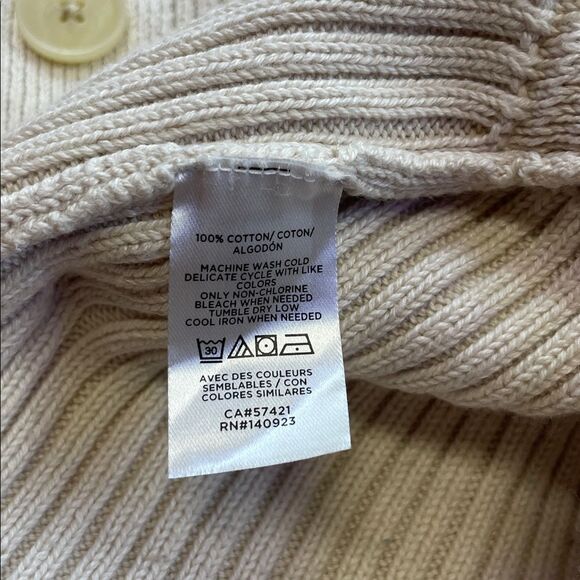 100% COTTON/ COTON/
ALGODÓN
MACHINE WASH COLD
DELICATE CYCLE WITH LIKE
COLORS
ONLY NON-CHLORINE
BLEACH WHEN NEEDED
TUMBLE DRY LOW
COOL IRON WHEN NEEDED
30
AVEC DES COULEURS
SEMBLABLES / CON
COLORES SIMILARES
CA#57421
RN#140923